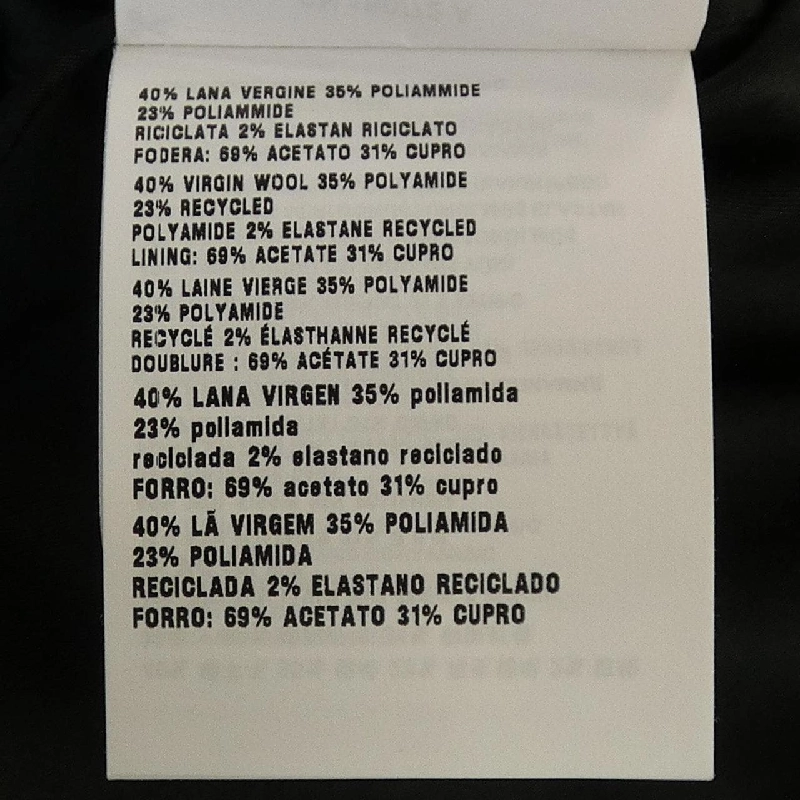 40% LANA VERGINE 35% POLIAMMIDE
23% POLIAMMIDE
RICICLATA 2% ELASTAN RICICLATO
FODERA: 69% ACETATO 31% CUPRO
40% VIRGIN WOOL 35% POLYAMIDE
23% RECYCLED
POLYAMIDE 2% ELASTANE RECYCLED
LINING: 69% ACETATE 31% CUPRO
40% LAINE VIERGE 35% POLYAMIDE
23% POLYAMIDE
RECYCLÉ 2% ÉLASTHANNE RECYCLÉ
DOUBLURE : 69% ACÉTATE 31% CUPRO
40% LANA VIRGEN 35% poliamida
23% poliamida
reciclada 2% elastano reciclado
FORRO: 69% acetato 31% cupro
40% LÃ VIRGEM 35% POLIAMIDA
23% POLIAMIDA
RECICLADA 2% ELASTANO RECICLADO
FORRO: 69% ACETATO 31% CUPRO